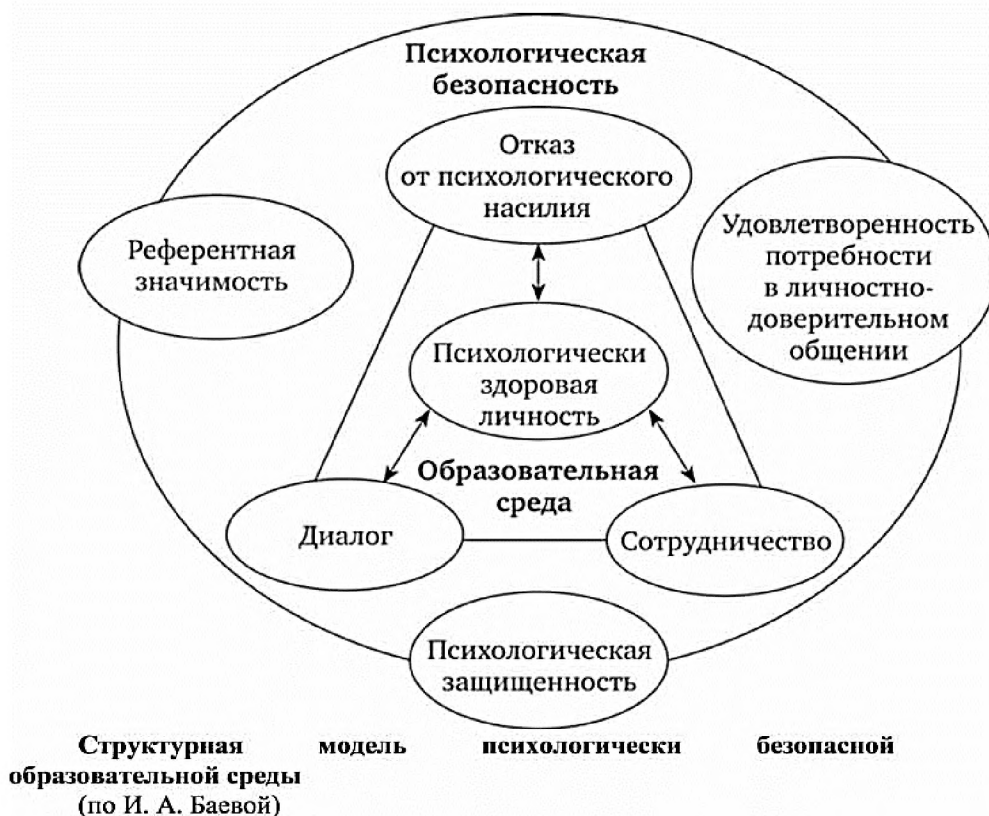 Психологическая
безопасность
Отказ
от психологического
насилия
Референтная
значимость
Удовлетворенность
потребности
в личностно-
доверительном
общении
Психологически
здоровая
личность
Образовательная
среда
Диалог
Сотрудничество
Психологическая
защищенность
Структурная модель психологически безопасной
образовательной среды
(по И. А. Баевой)